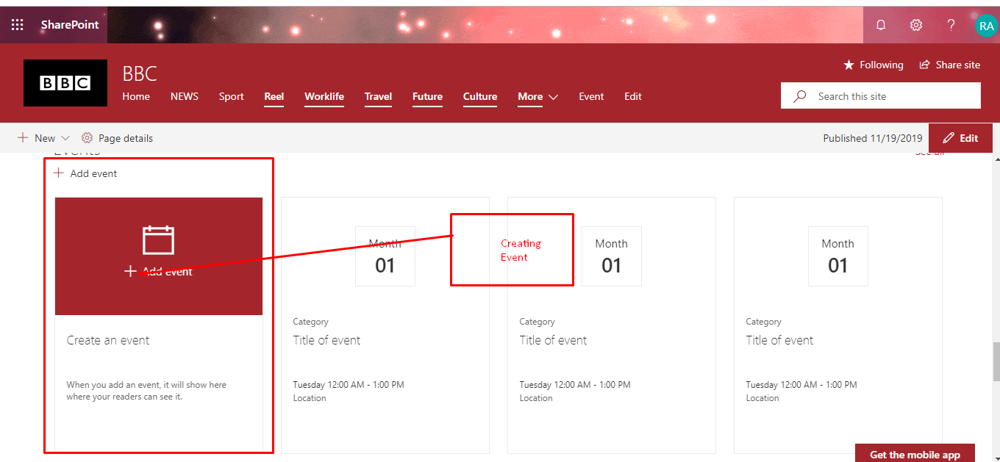 SharePoint
RA
BBC
BBC
Following
Share site
Home NEWS Sport Reel Worklife Travel Future Culture More Event Edit
Search this site
New
Page details
Published 11/19/2019
Edit
Events
See all
Add event
Add event
Create an event
When you add an event, it will show here
where your readers can see it.
Month
01
Category
Title of event
Tuesday 12:00 AM - 1:00 PM
Location
Creating
Event
Month
01
Category
Title of event
Tuesday 12:00 AM - 1:00 PM
Location
Month
01
Category
Title of event
Tuesday 12:00 AM - 1:00 PM
Location
Get the mobile app